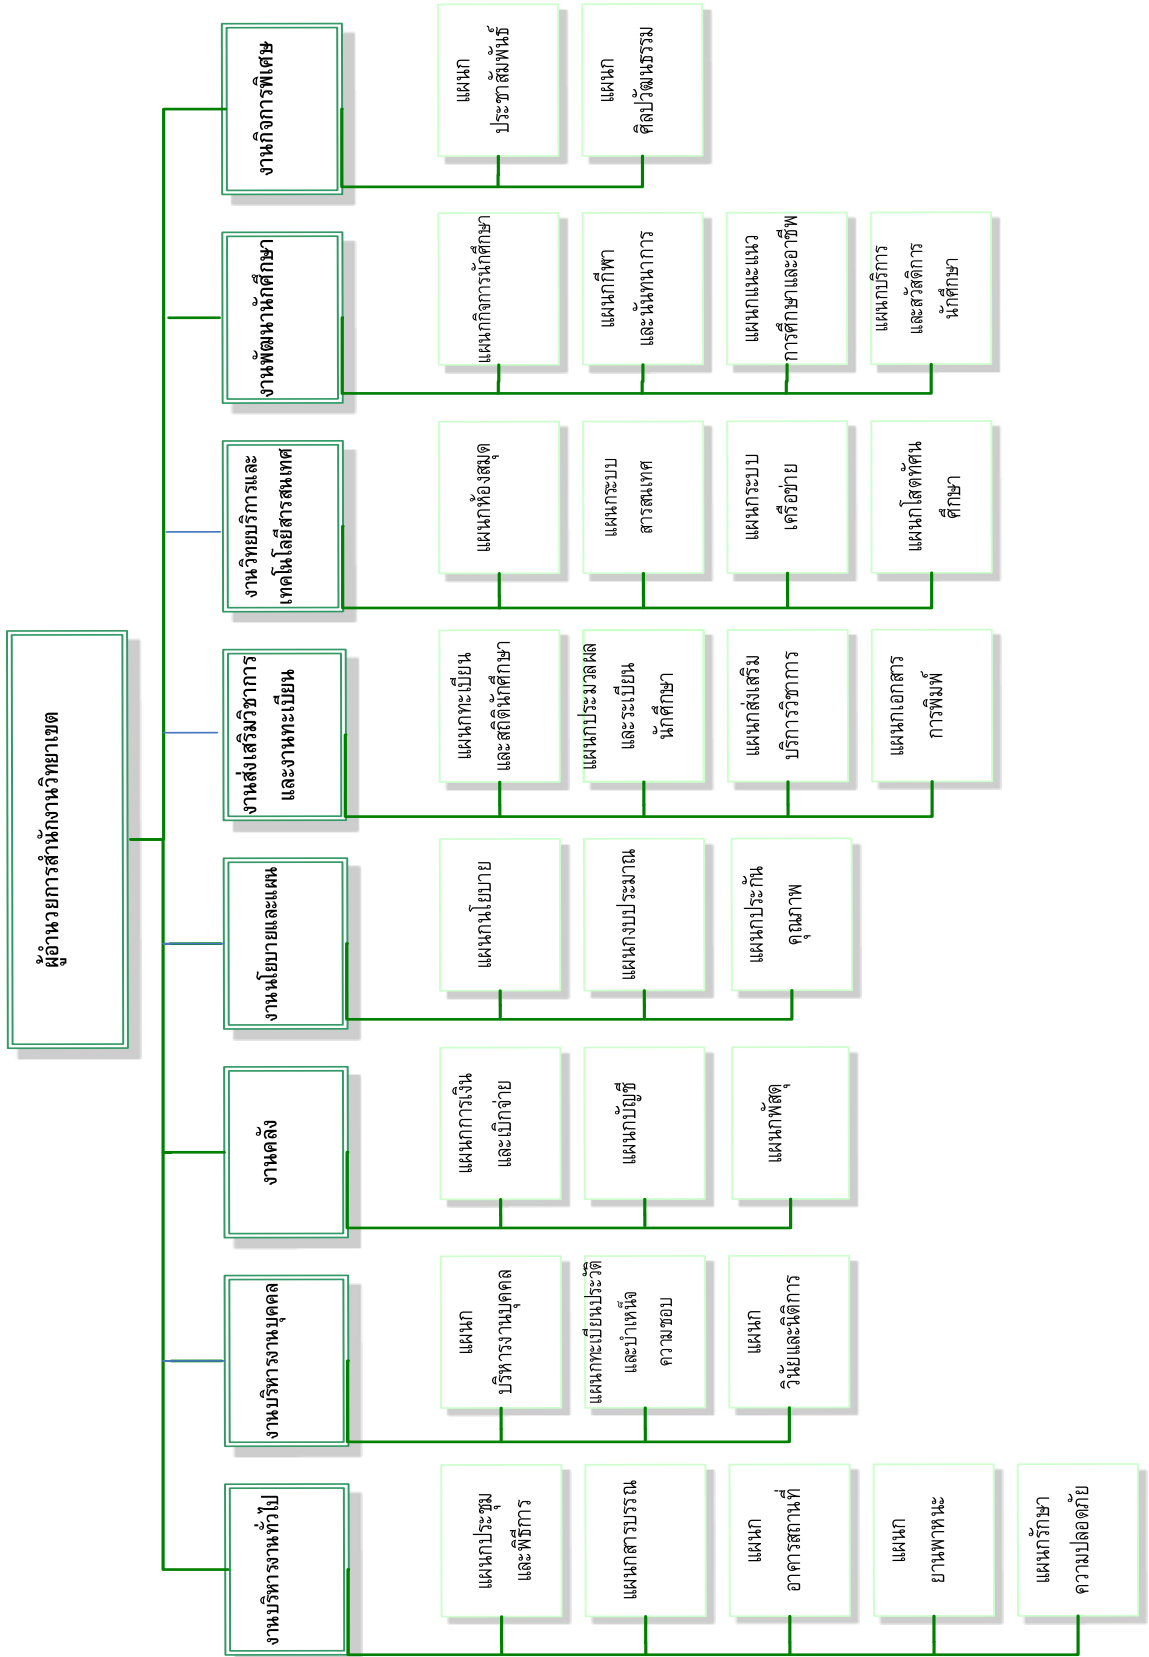 ผู้อำนวยการสำนักงานวิทยาเขต
งานบริหารงานทั่วไป
แผนกประชุม
และพิธีการ
แผนกสารบรรณ
แผนก
อาคารสถานที่
แผนก
ยานพาหนะ
แผนกรักษา
ความปลอดภัย
งานบริหารงานบุคคล
แผนก
บริหารงานบุคคล
แผนกทะเบียนประวัติ
และบำเหน็จ
ความชอบ
แผนก
วินัยและนิติการ
งานคลัง
แผนกการเงิน
และเบิกจ่าย
แผนกบัญชี
แผนกพัสดุ
งานนโยบายและแผน
แผนกนโยบาย
แผนกงบประมาณ
แผนกประกัน
คุณภาพ
งานส่งเสริมวิชาการ
และงานทะเบียน
แผนกทะเบียน
และสถิตินักศึกษา
แผนกประมวลผล
และระเบียน
นักศึกษา
แผนกส่งเสริม
บริการวิชาการ
แผนกเอกสาร
การพิมพ์
งานวิทยบริการและ
เทคโนโลยีสารสนเทศ
แผนกห้องสมุด
แผนกระบบ
สารสนเทศ
แผนกระบบ
เครือข่าย
แผนกโสตทัศน
ศึกษา
งานพัฒนานักศึกษา
แผนกกิจการนักศึกษา
แผนกกีฬา
และนันทนาการ
แผนกแนะแนว
การศึกษาและอาชีพ
แผนกบริการ
และสวัสดิการ
นักศึกษา
งานกิจการพิเศษ
แผนก
ประชาสัมพันธ์
แผนก
ศิลปวัฒนธรรม